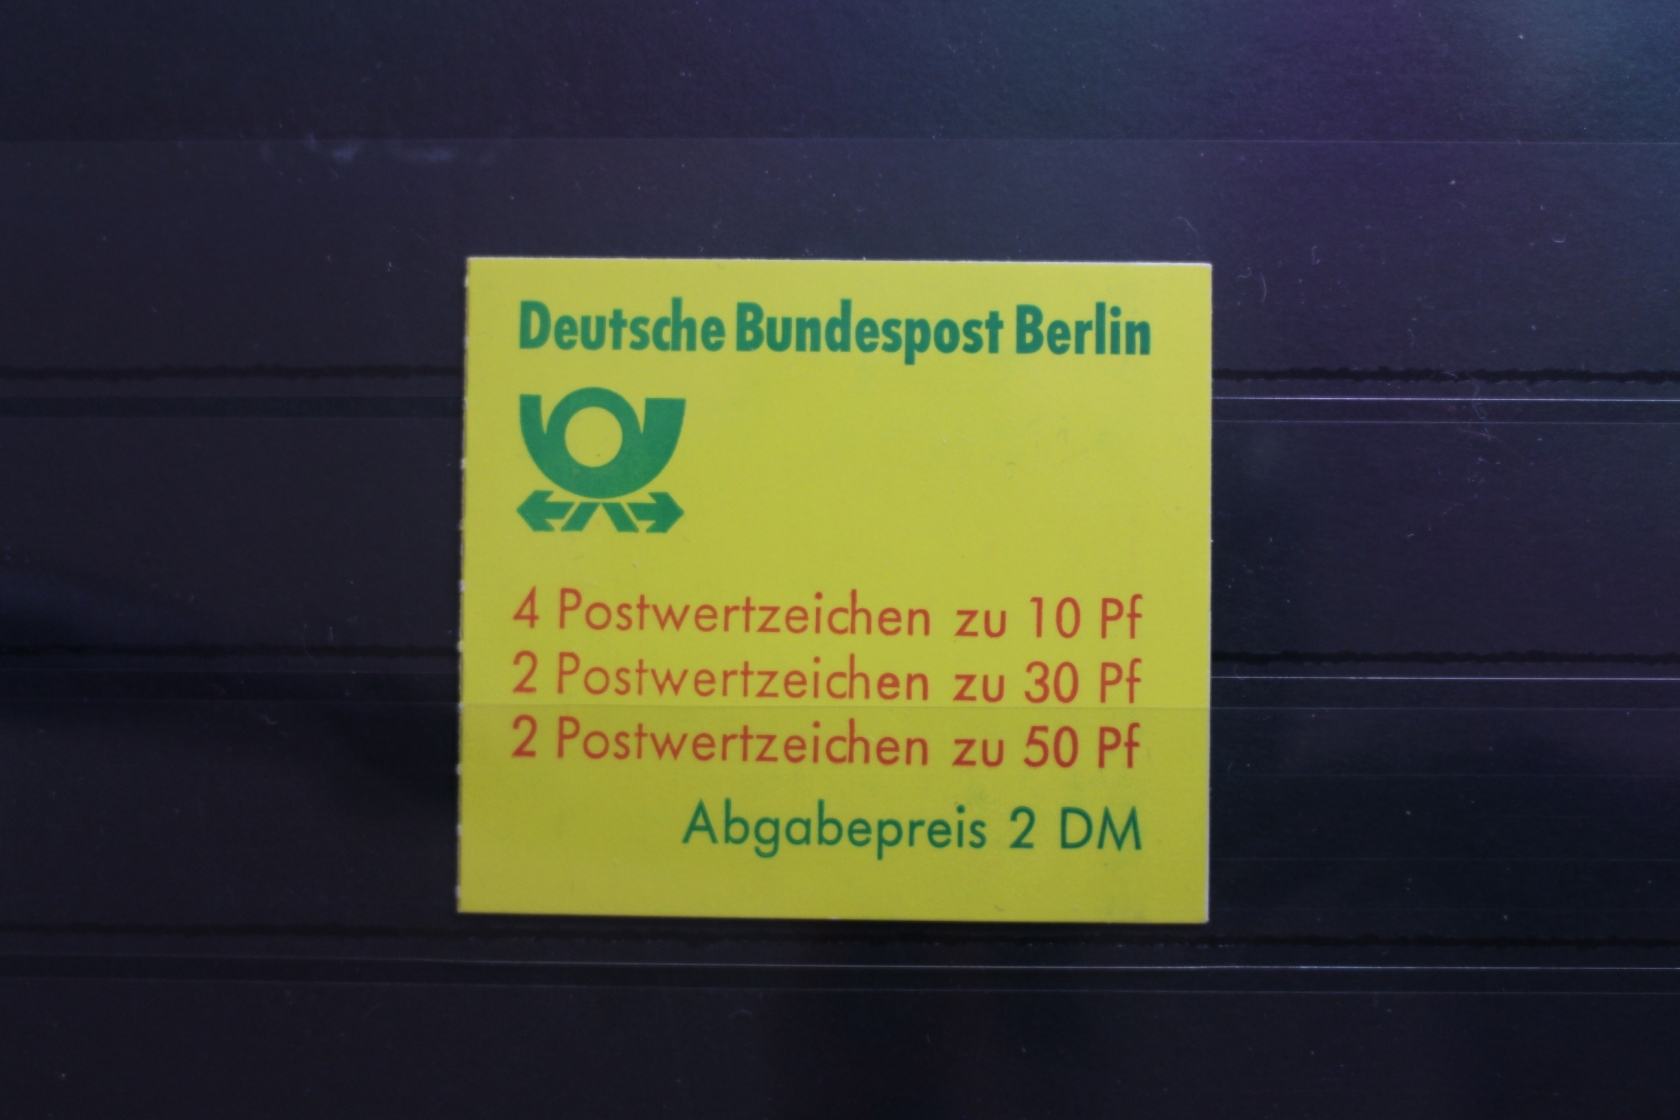 Deutsche Bundespost Berlin
4 Postwertzeichen zu 10 Pf
2 Postwertzeichen zu 30 Pf
2 Postwertzeichen zu 50 Pf
Abgabepreis 2 DM